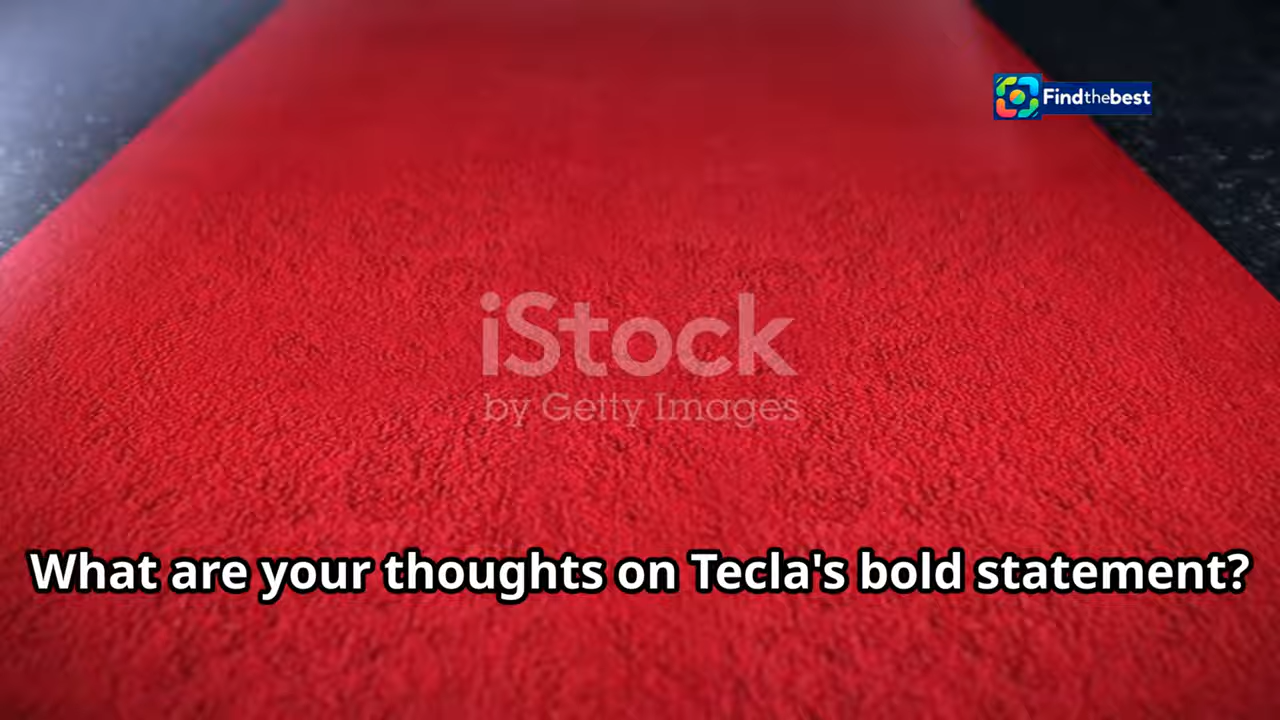 Findthebest
iStock
by Getty Images
What are your thoughts on Tecla's bold statement?